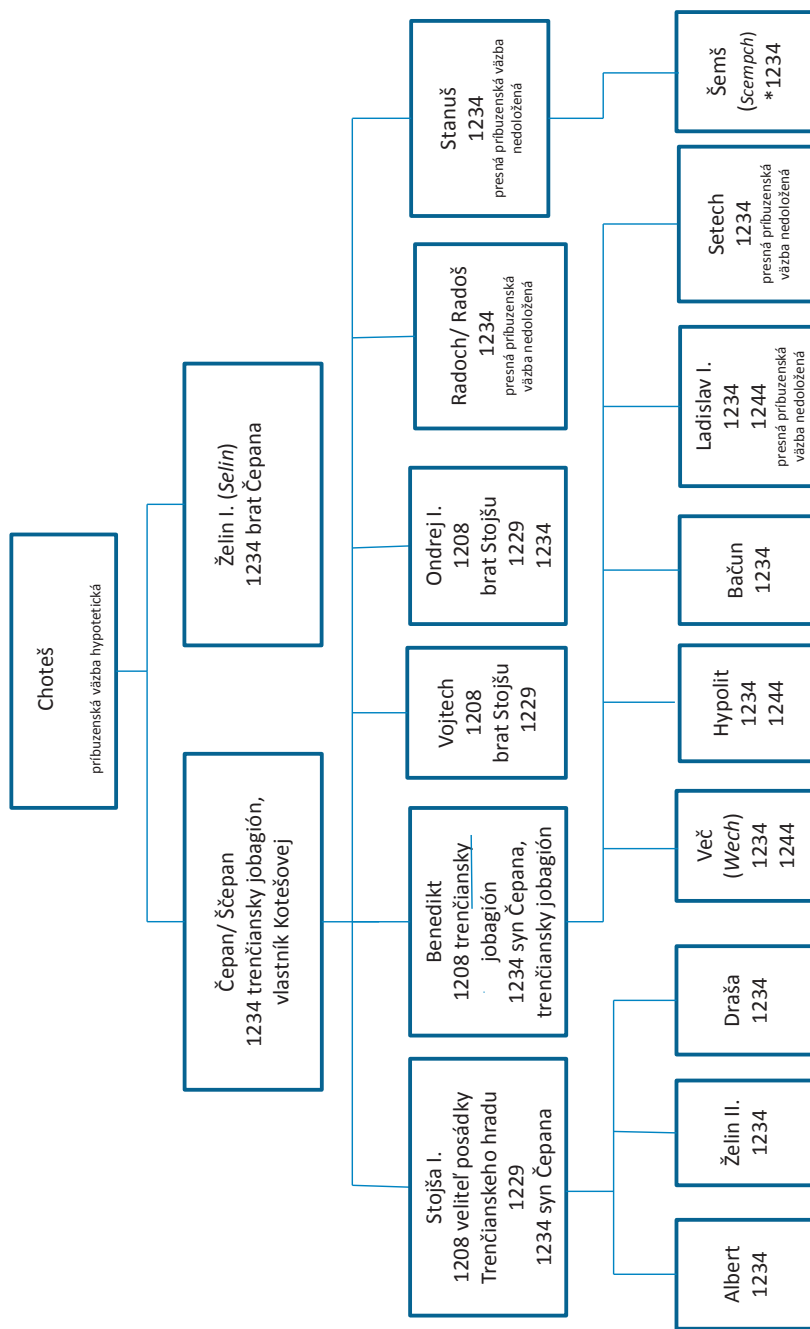 Choteš
príbuzenská väzba hypotetická
Čepan/ Ščepan
1234 trenčiansky jobagión,
vlastník Kotešovej
Želin I. (Selin)
1234 brat Čepana
Stojša I.
1208 veliteľ posádky
Trenčianskeho hradu
1229
1234 syn Čepana
Benedikt
1208 trenčiansky
jobagión
1234 syn Čepana,
trenčiansky jobagión
Vojtech
1208
brat Stojšu
1229
Ondrej I.
1208
brat Stojšu
1229
1234
Radoch/ Radoš
1234
presná príbuzenská
väzba nedoložená
Stanuš
1234
presná príbuzenská väzba
nedoložená
Albert
1234
Želin II.
1234
Draša
1234
Več
(Wech)
1234
1244
Hypolit
1234
1244
Bačun
1234
Ladislav I.
1234
1244
presná príbuzenská
väzba nedoložená
Setech
1234
presná príbuzenská
väzba nedoložená
Šemš
(Scempch)
*1234